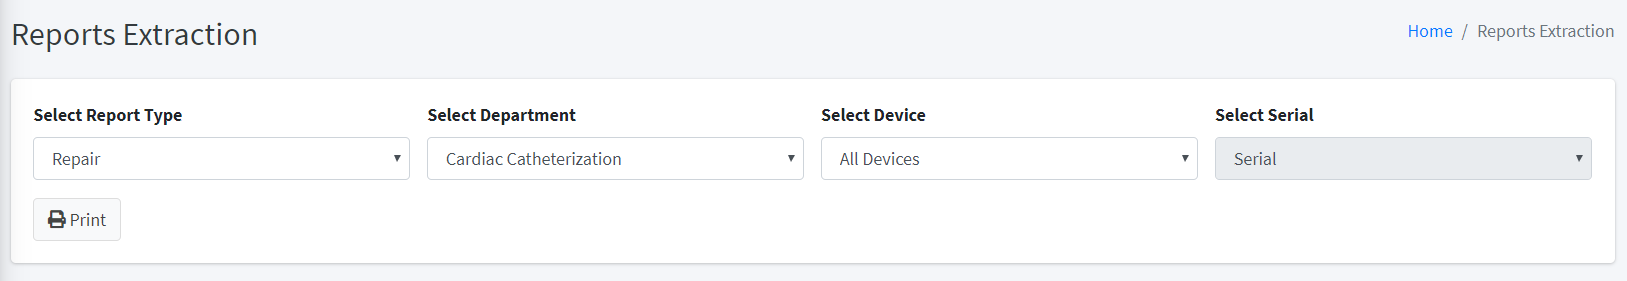 Reports Extraction
Home / Reports Extraction
Select Report Type
Select Department
Select Device
Select Serial
Repair
Cardiac Catheterization
All Devices
Serial
Print